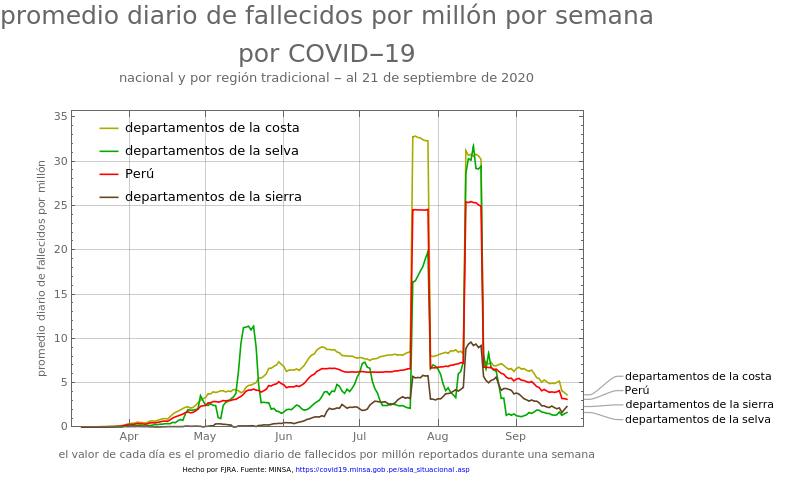 promedio diario de fallecidos por millón por semana
por COVID−19
nacional y por región tradicional − al 21 de septiembre de 2020
35
30
25
20
15
10
5
0
promedio diario de fallecidos por millón
departamentos de la costa
departamentos de la selva
Perú
departamentos de la sierra
Apr May Jun Jul Aug Sep
departamentos de la costa
Perú
departamentos de la sierra
departamentos de la selva
el valor de cada día es el promedio diario de fallecidos por millón reportados durante una semana
Hecho por FJRA. Fuente: MINSA, https://covid19.minsa.gob.pe/sala_situacional.asp